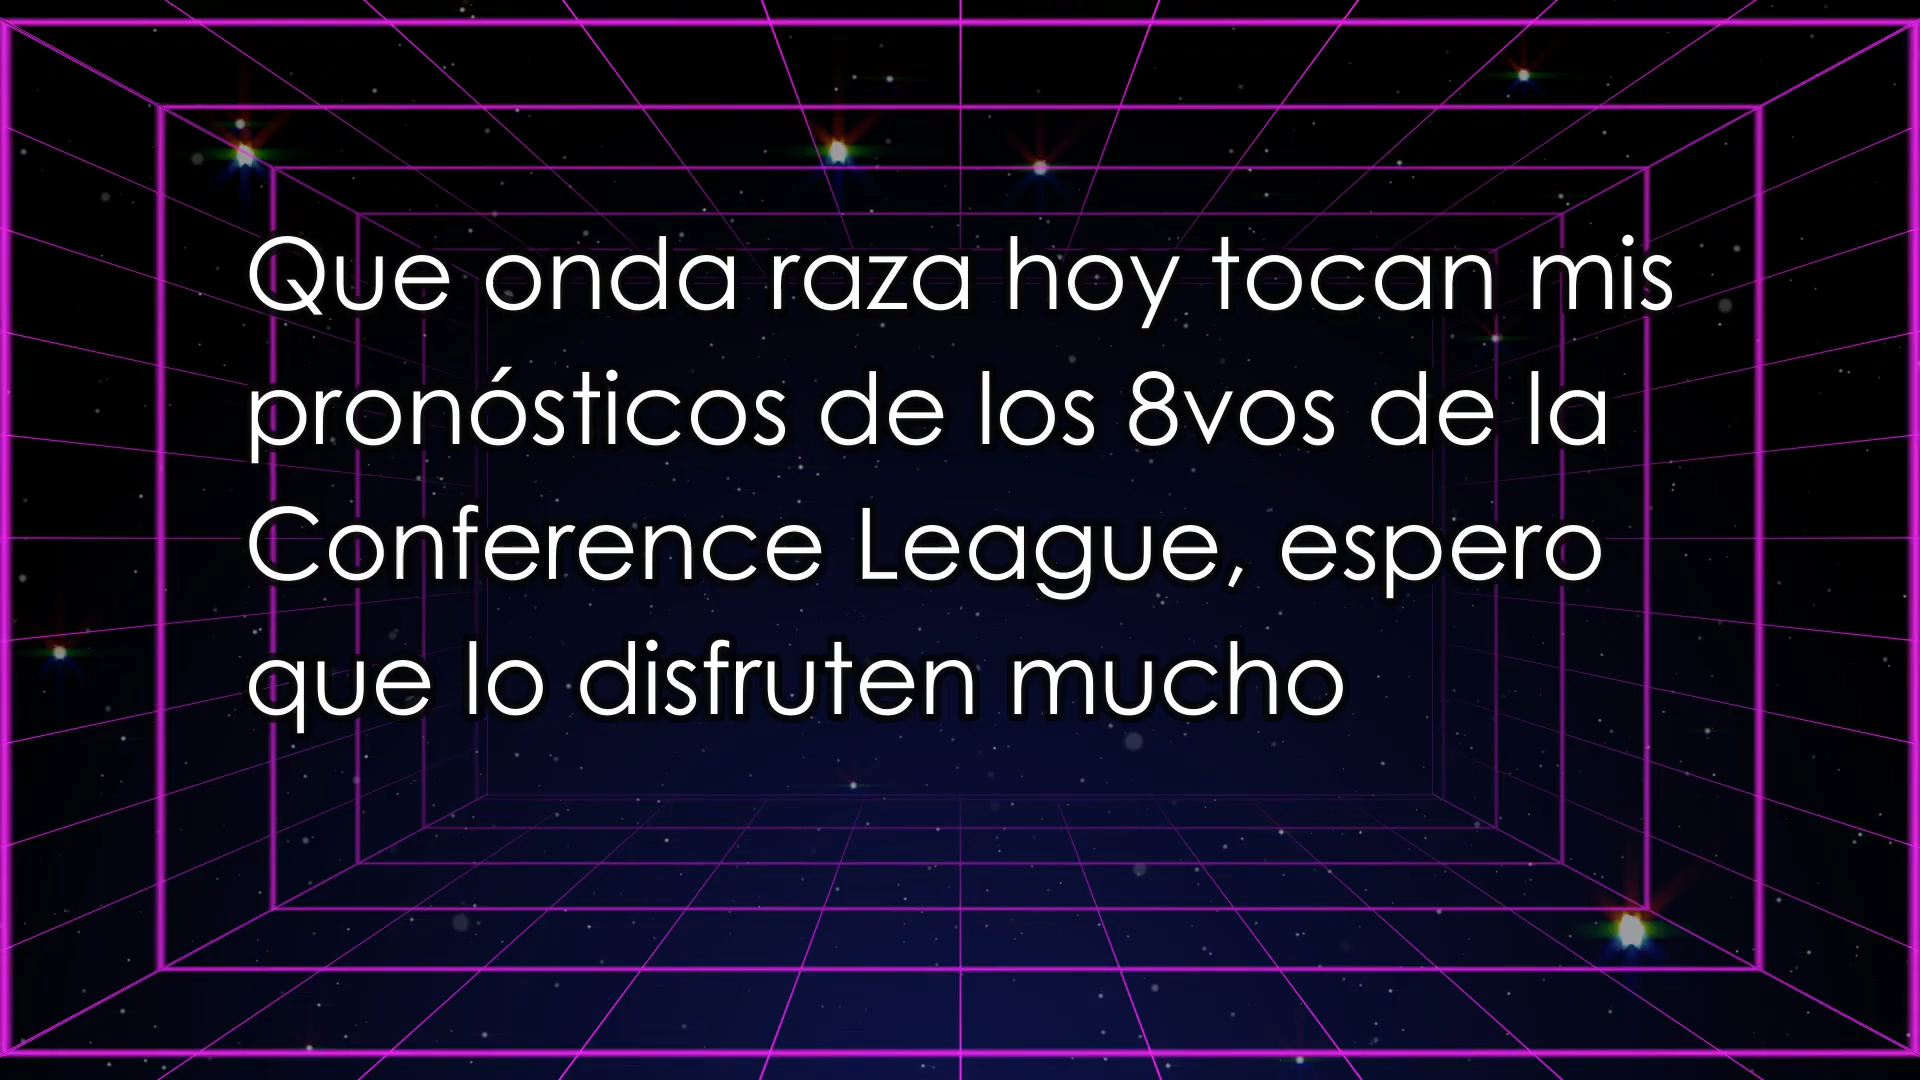 Que onda raza hoy tocan mis
pronósticos de los 8vos de la
Conference League, espero
que lo disfruten mucho